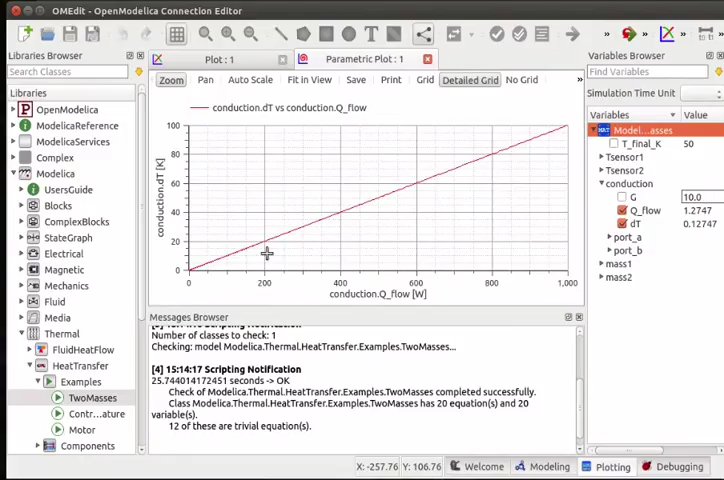 OMEdit - OpenModelica Connection Editor
Libraries Browser
Search Classes
Libraries
OpenModelica
ModelicaReference
ModelicaServices
Complex
Modelica
UsersGuide
Blocks
ComplexBlocks
StateGraph
Electrical
Magnetic
Mechanics
Fluid
Media
Thermal
FluidHeatFlow
HeatTransfer
Examples
TwoMasses
Contr...ature
Motor
Components
Plot : 1
Parametric Plot : 1
Zoom Pan Auto Scale Fit in View Save Print Grid Detailed Grid No Grid »
conduction.dT vs conduction.Q_flow
100
80
60
40
20
0
conduction.dT [K]
0 200 400 600 800 1,000
conduction.Q_flow [W]
Messages Browser
Number of classes to check: 1
Checking: model Modelica.Thermal.HeatTransfer.Examples.TwoMasses...
[4] 15:14:17 Scripting Notification
25.744014172451 seconds -> OK
Check of Modelica.Thermal.HeatTransfer.Examples.TwoMasses completed successfully.
Class Modelica.Thermal.HeatTransfer.Examples.TwoMasses has 20 equation(s) and 20
variable(s).
12 of these are trivial equation(s).
Variables Browser
Find Variables
Simulation Time Unit
Variables Value
Model...asses
T_final_K 50
Tsensor1
Tsensor2
conduction
G 10.0
Q_flow 1.2747
dT 0.12747
port_a
port_b
mass1
mass2
X: -257.76 Y: 106.76 Welcome Modeling Plotting Debugging